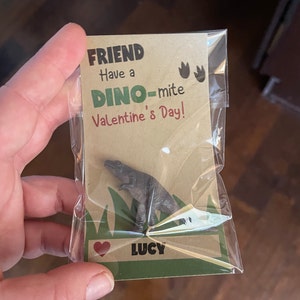 FRIEND
Have a
DINO-mite
Valentine's Day!
LUCY